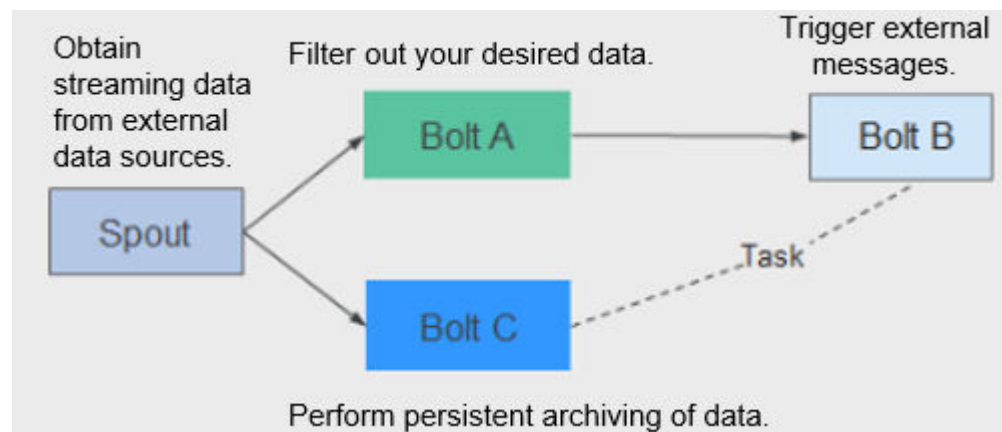 Obtain
streaming data
from external
data sources.
Spout
Filter out your desired data.
Bolt A
Trigger external
messages.
Bolt B
Task
Bolt C
Perform persistent archiving of data.